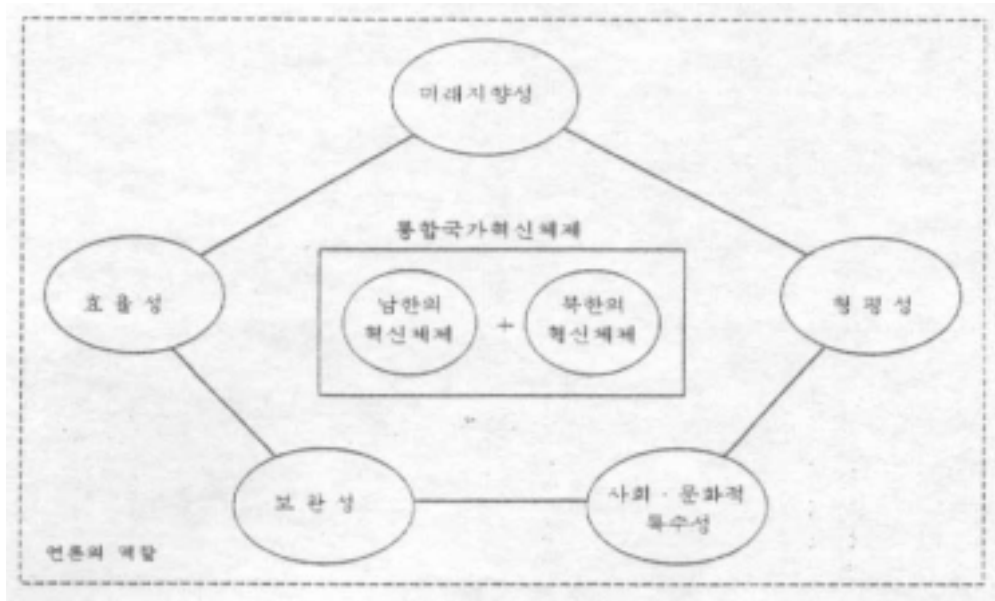 미래지향성
통합국가혁신체제
효율성
남한의
혁신체제
+
북한의
혁신체제
형평성
보완성
사회·문화적
특수성
언론의 역할